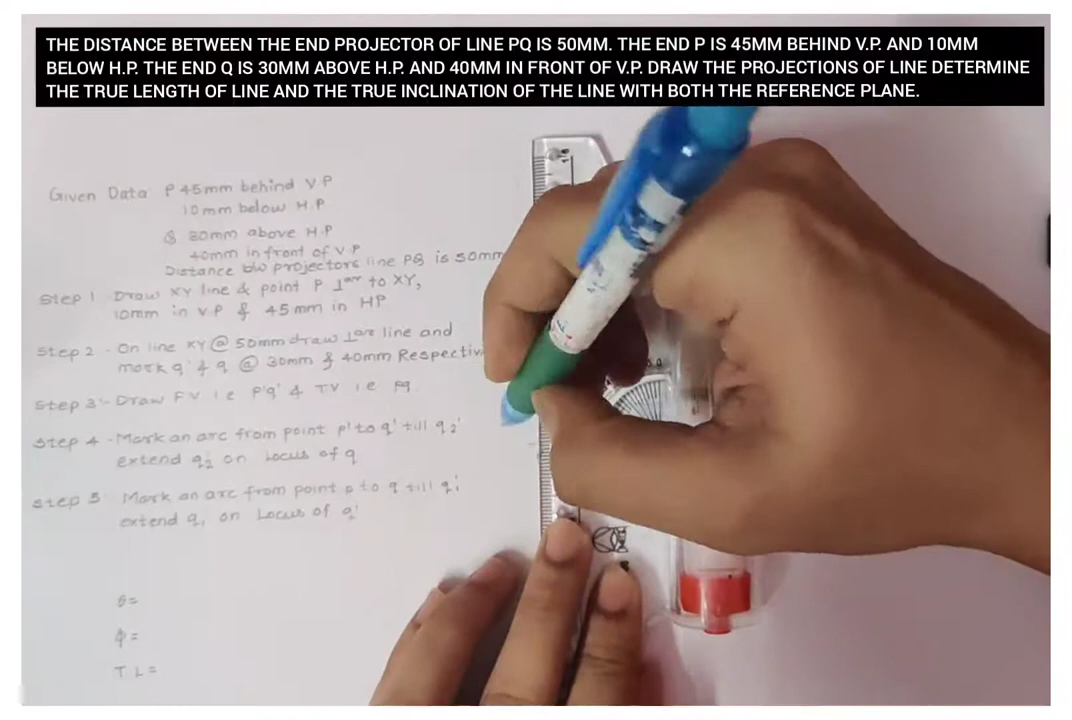 THE DISTANCE BETWEEN THE END PROJECTOR OF LINE PQ IS 50MM. THE END P IS 45MM BEHIND V.P. AND 10MM
BELOW H.P. THE END Q IS 30MM ABOVE H.P. AND 40MM IN FRONT OF V.P. DRAW THE PROJECTIONS OF LINE DETERMINE
THE TRUE LENGTH OF LINE AND THE TRUE INCLINATION OF THE LINE WITH BOTH THE REFERENCE PLANE.
Given Data P 45mm behind V.P
10mm below H.P
Q 30mm above H.P
40mm in front of V.P
Distance b/w projectors line PQ is 50mm
Step 1 Draw XY line & point P ⊥ar to XY,
10mm in V.P & 45mm in HP
Step 2 - On line XY @ 50mm draw ⊥ar line and
mark q' & q @ 30mm & 40mm
Step 3 - Draw FV i.e P'q' & TV i.e Pq
Step 4 - Mark an arc from point p' to q' till q2'
extend q2' on Locus of q
Step 5 Mark an arc from point p to q till q1'
extend q1 on Locus of q'
θ=
φ=
T.L=